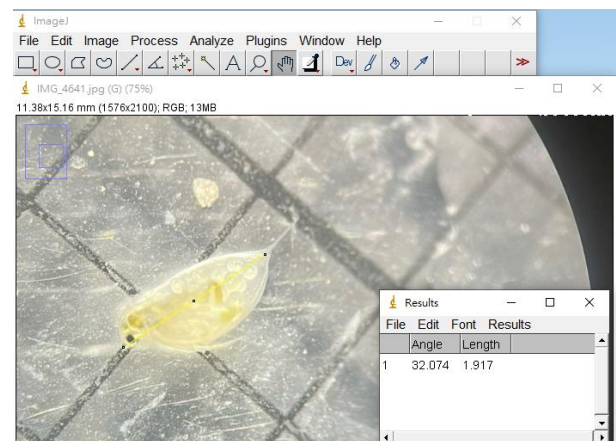 ImageJ
File Edit Image Process Analyze Plugins Window Help
A Dev
IMG_4641.jpg (G) (75%)
11.38x15.16 mm (1576x2100); RGB; 13MB
Results
File Edit Font Results
Angle Length
1 32.074 1.917